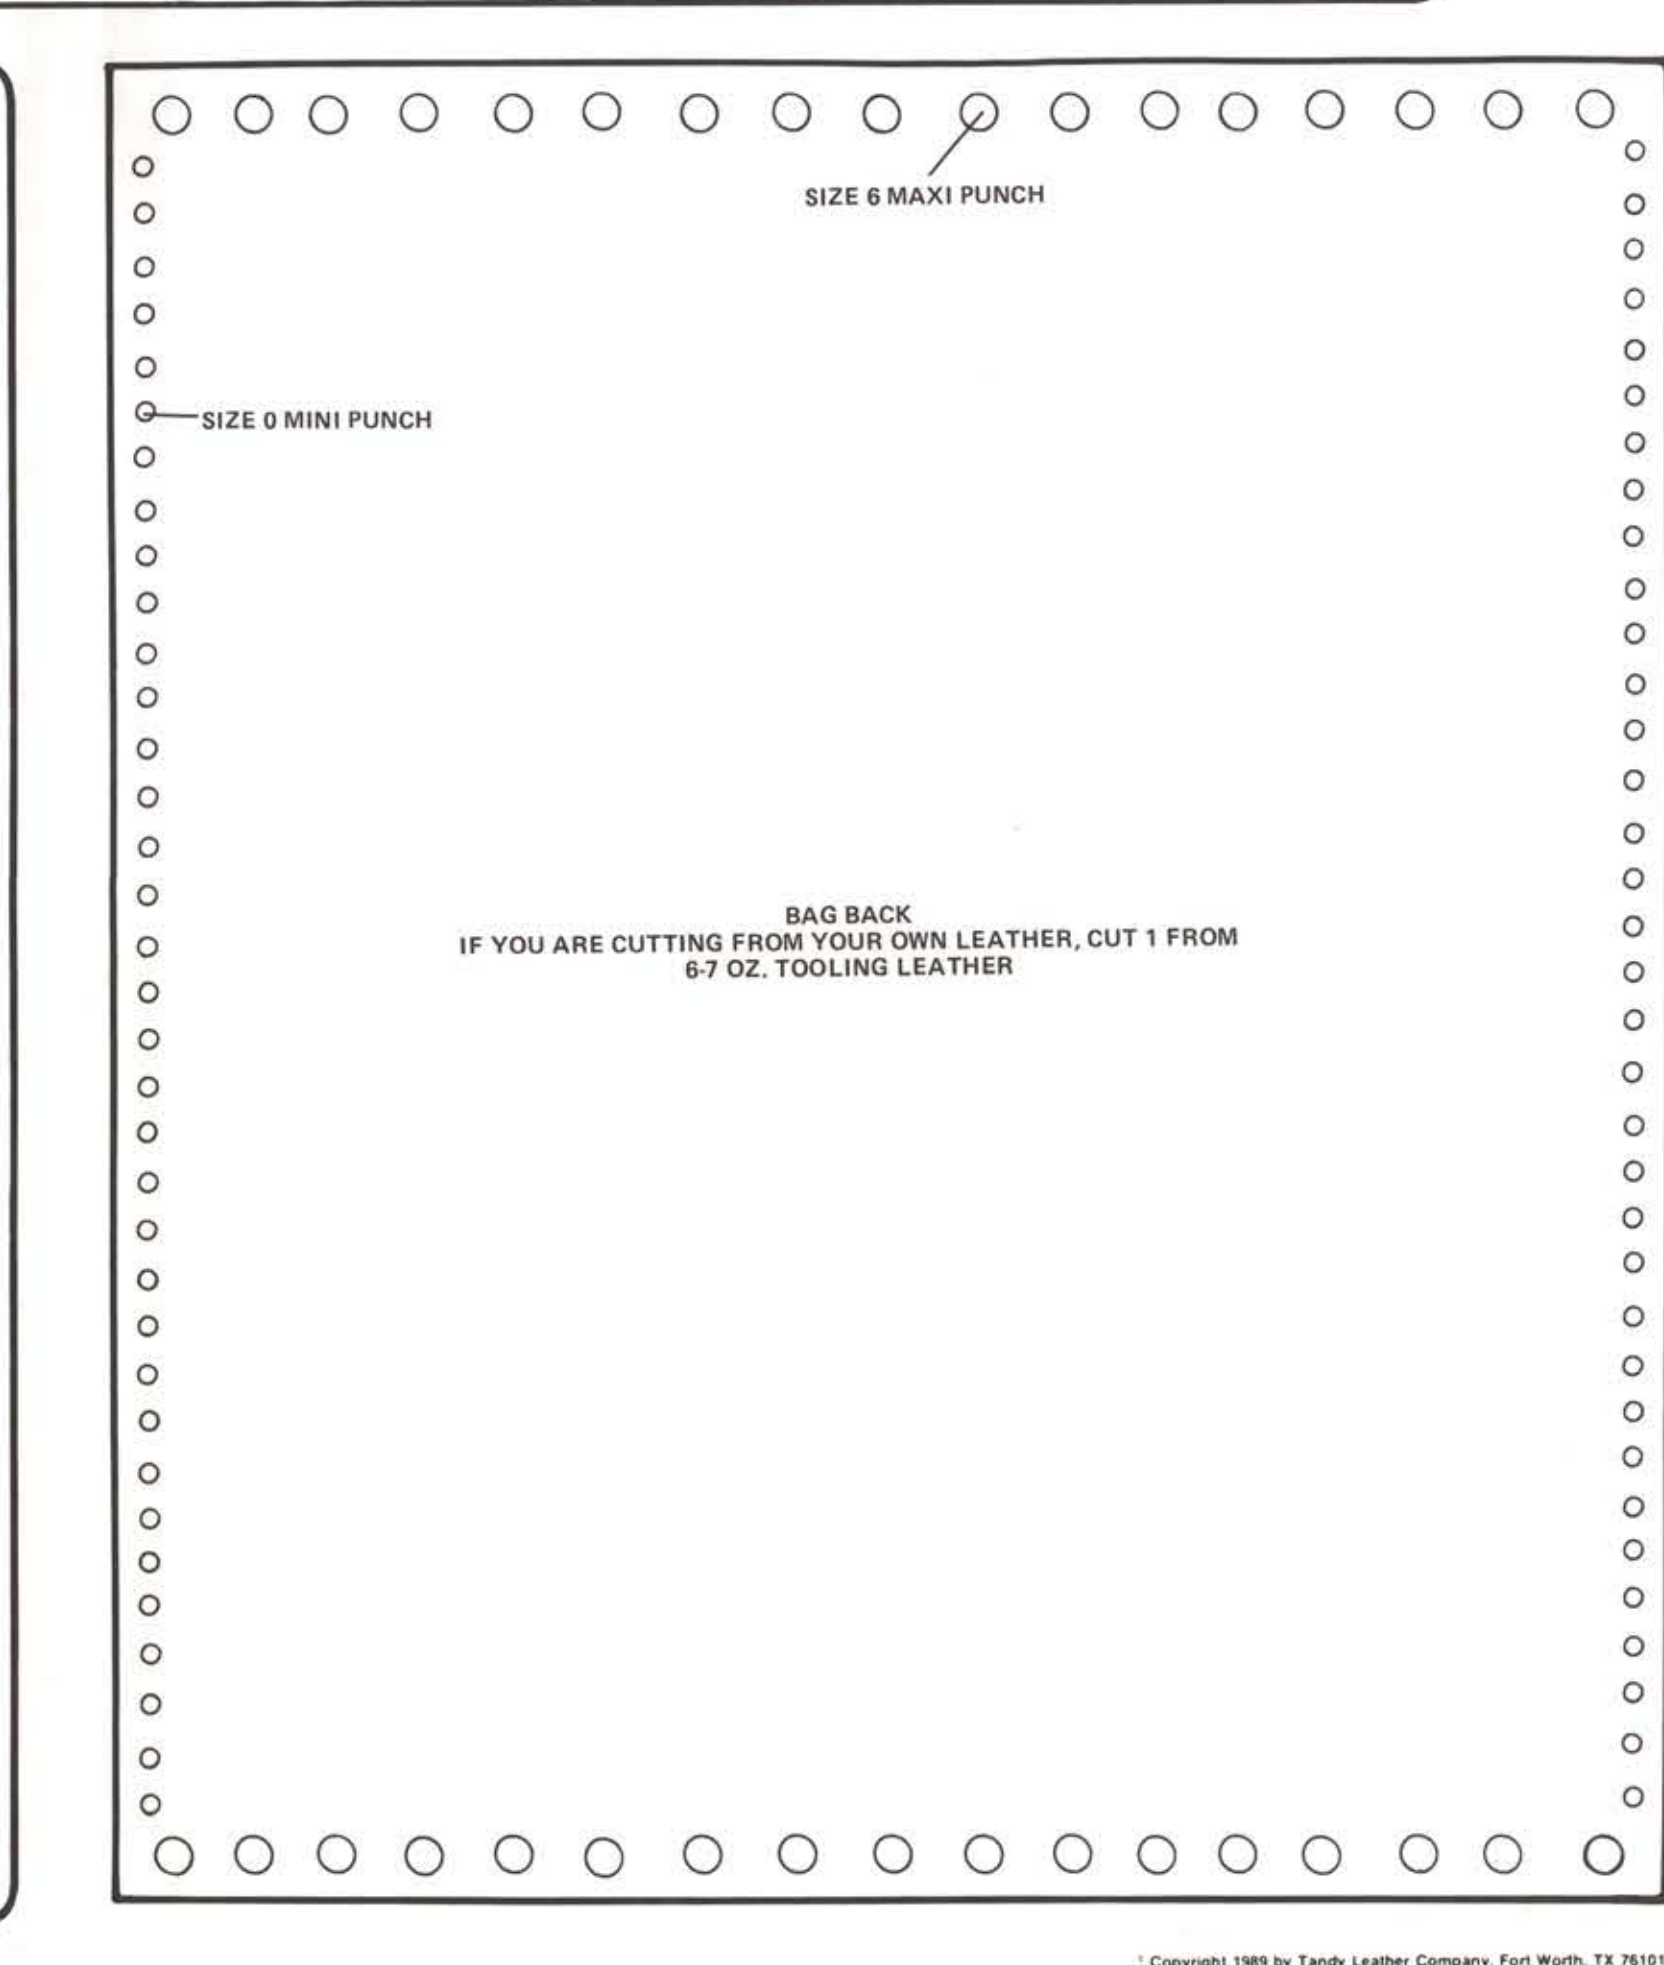 SIZE 6 MAXI PUNCH
SIZE 0 MINI PUNCH
BAG BACK
IF YOU ARE CUTTING FROM YOUR OWN LEATHER, CUT 1 FROM
6-7 OZ. TOOLING LEATHER
Copyright 1989 by Tandy Leather Company, Fort Worth, TX 76101